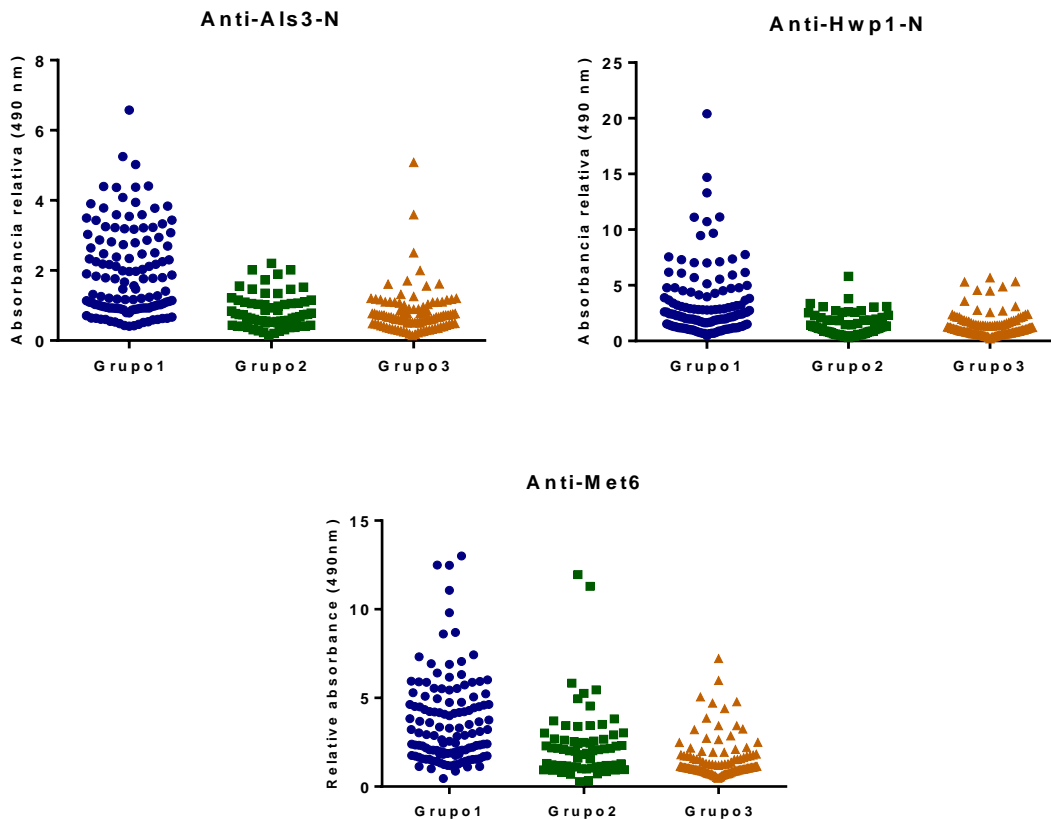 Anti-Als3-N
Absorbancia relativa (490 nm)
8
6
4
2
0
Grupo1 Grupo2 Grupo3
Anti-Hwp1-N
Absorbancia relativa (490 nm)
25
20
15
10
5
0
Grupo1 Grupo2 Grupo3
Anti-Met6
Relative absorbance (490nm)
15
10
5
0
Grupo1 Grupo2 Grupo3